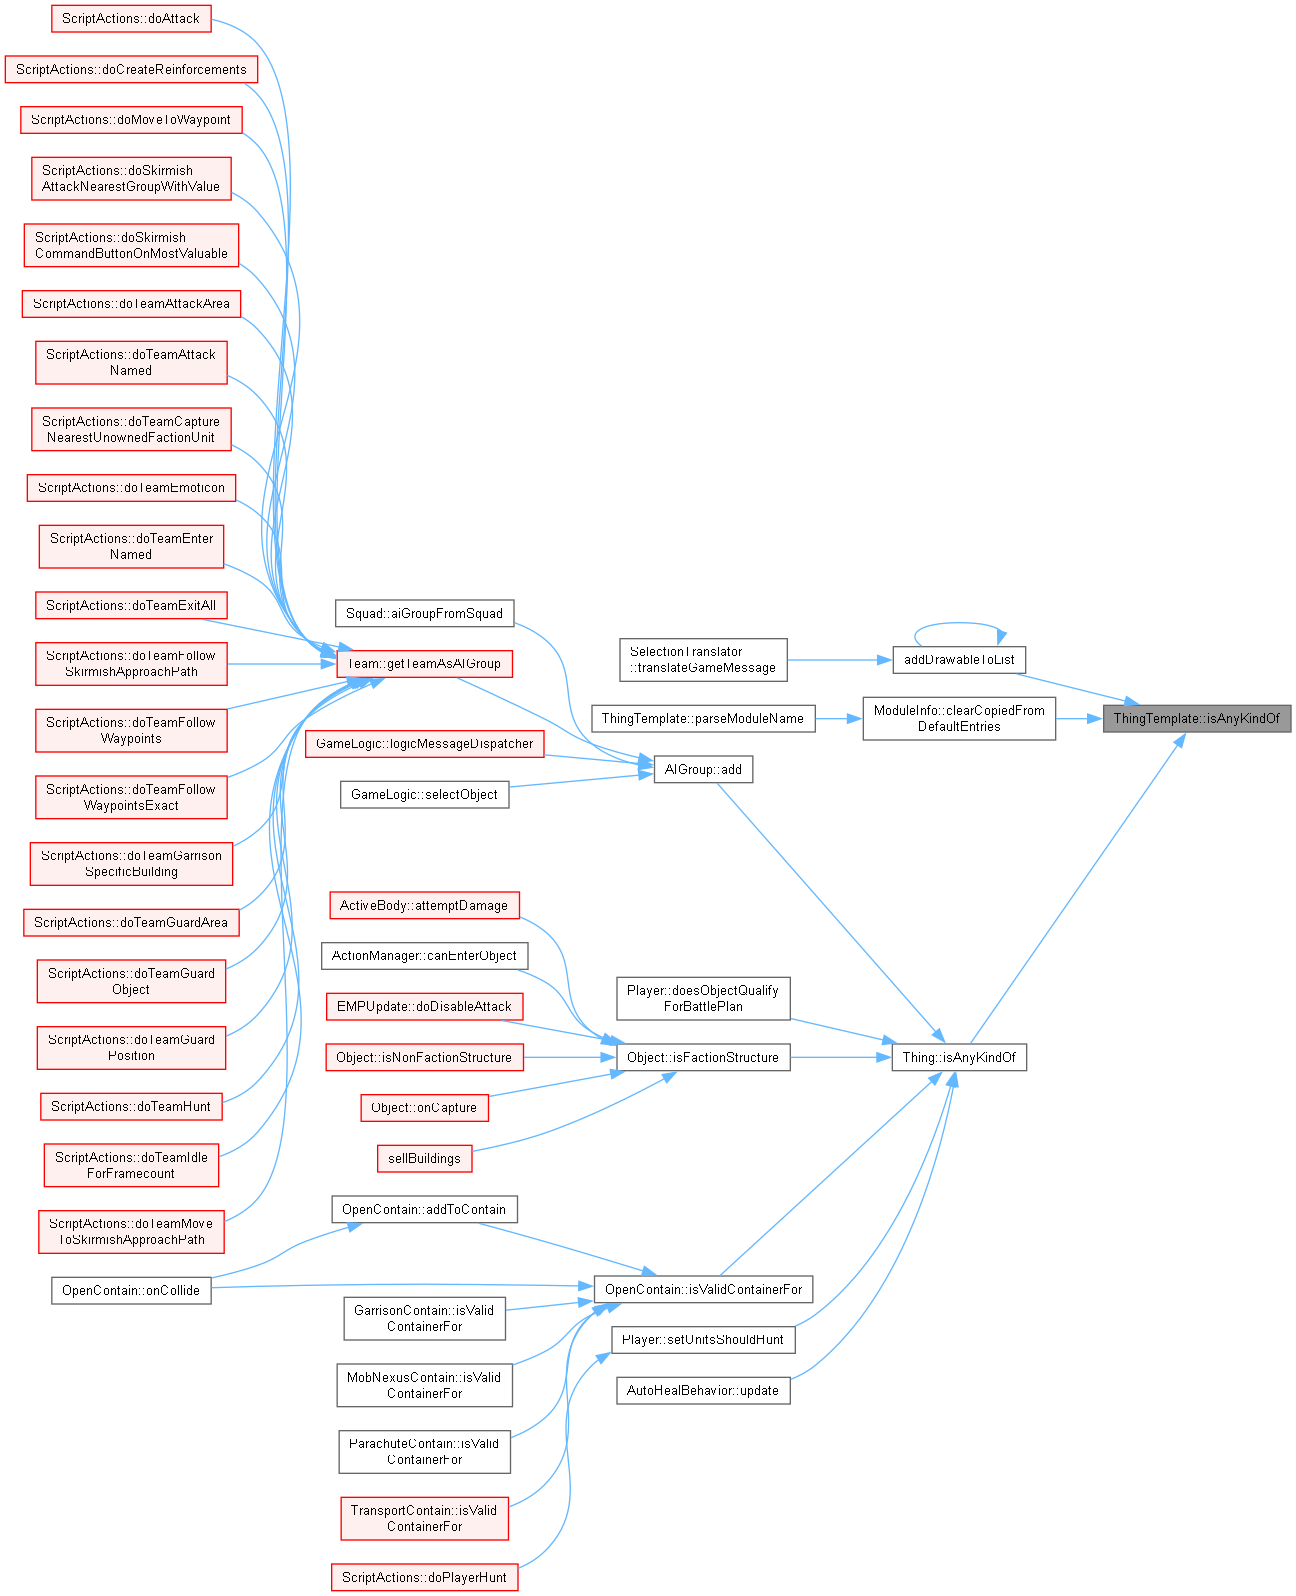 ScriptActions::doAttack
ScriptActions::doCreateReinforcements
ScriptActions::doMoveToWaypoint
ScriptActions::doSkirmish
AttackNearestGroupWithValue
ScriptActions::doSkirmish
CommandButtonOnMostValuable
ScriptActions::doTeamAttackArea
ScriptActions::doTeamAttack
Named
ScriptActions::doTeamCapture
NearestUnownedFactionUnit
ScriptActions::doTeamEmoticon
ScriptActions::doTeamEnter
Named
ScriptActions::doTeamExitAll
ScriptActions::doTeamFollow
SkirmishApproachPath
ScriptActions::doTeamFollow
Waypoints
ScriptActions::doTeamFollow
WaypointsExact
ScriptActions::doTeamGarrison
SpecificBuilding
ScriptActions::doTeamGuardArea
ScriptActions::doTeamGuard
Object
ScriptActions::doTeamGuard
Position
ScriptActions::doTeamHunt
ScriptActions::doTeamIdle
ForFramecount
ScriptActions::doTeamMove
ToSkirmishApproachPath
OpenContain::onCollide
Squad::aiGroupFromSquad
Team::getTeamAsAIGroup
GameLogic::logicMessageDispatcher
GameLogic::selectObject
ActiveBody::attemptDamage
ActionManager::canEnterObject
EMPUpdate::doDisableAttack
Object::isNonFactionStructure
Object::onCapture
sellBuildings
OpenContain::addToContain
GarrisonContain::isValid
ContainerFor
MobNexusContain::isValid
ContainerFor
ParachuteContain::isValid
ContainerFor
TransportContain::isValid
ContainerFor
ScriptActions::doPlayerHunt
SelectionTranslator
::translateGameMessage
ThingTemplate::parseModuleName
AIGroup::add
Player::doesObjectQualify
ForBattlePlan
Object::isFactionStructure
OpenContain::isValidContainerFor
Player::setUnitsShouldHunt
AutoHealBehavior::update
addDrawableToList
ModuleInfo::clearCopiedFrom
DefaultEntries
Thing::isAnyKindOf
ThingTemplate::isAnyKindOf